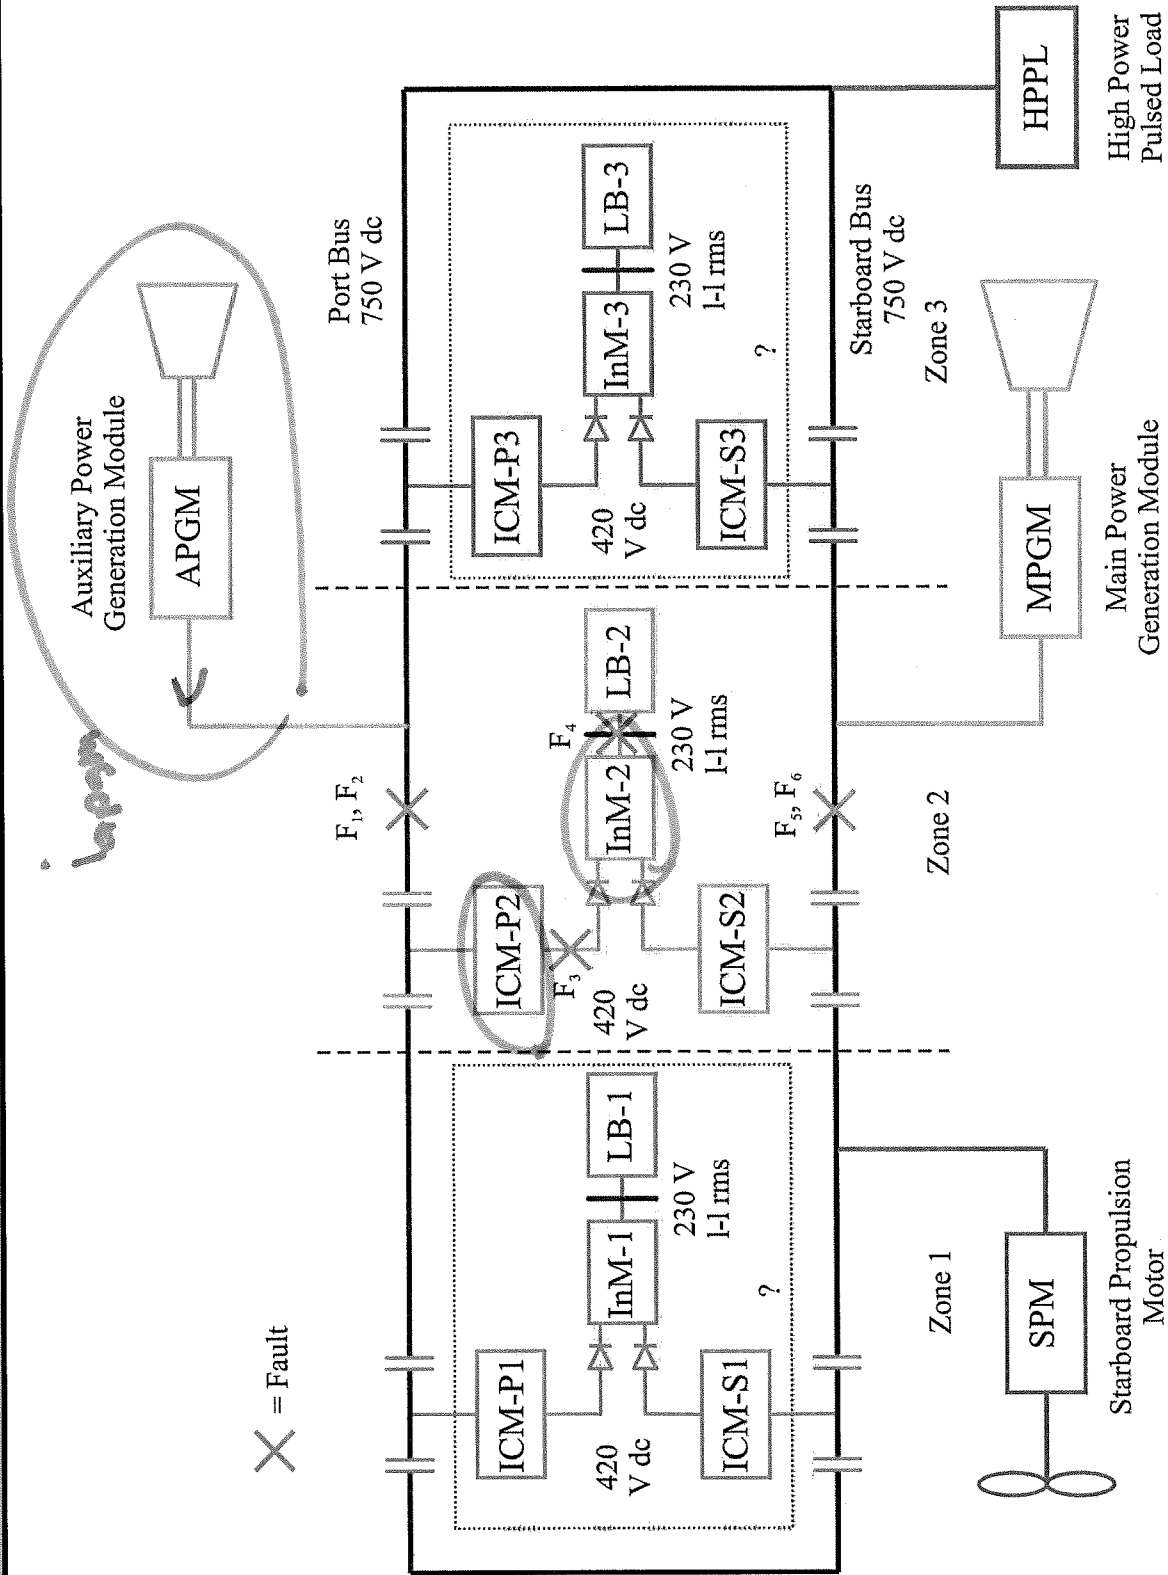 Auxiliary Power
Generation Module
APGM
× = Fault
F₁, F₂
Port Bus
750 V dc
ICM-P1
420
V dc
InM-1
LB-1
230 V
l-l rms
ICM-S1
?
ICM-P2
F₃
420
V dc
InM-2
F₄
LB-2
230 V
l-l rms
ICM-S2
F₅, F₆
ICM-P3
420
V dc
InM-3
LB-3
230 V
l-l rms
ICM-S3
?
Starboard Bus
750 V dc
Zone 1
Zone 2
Zone 3
SPM
Starboard Propulsion
Motor
MPGM
Main Power
Generation Module
HPPL
High Power
Pulsed Load